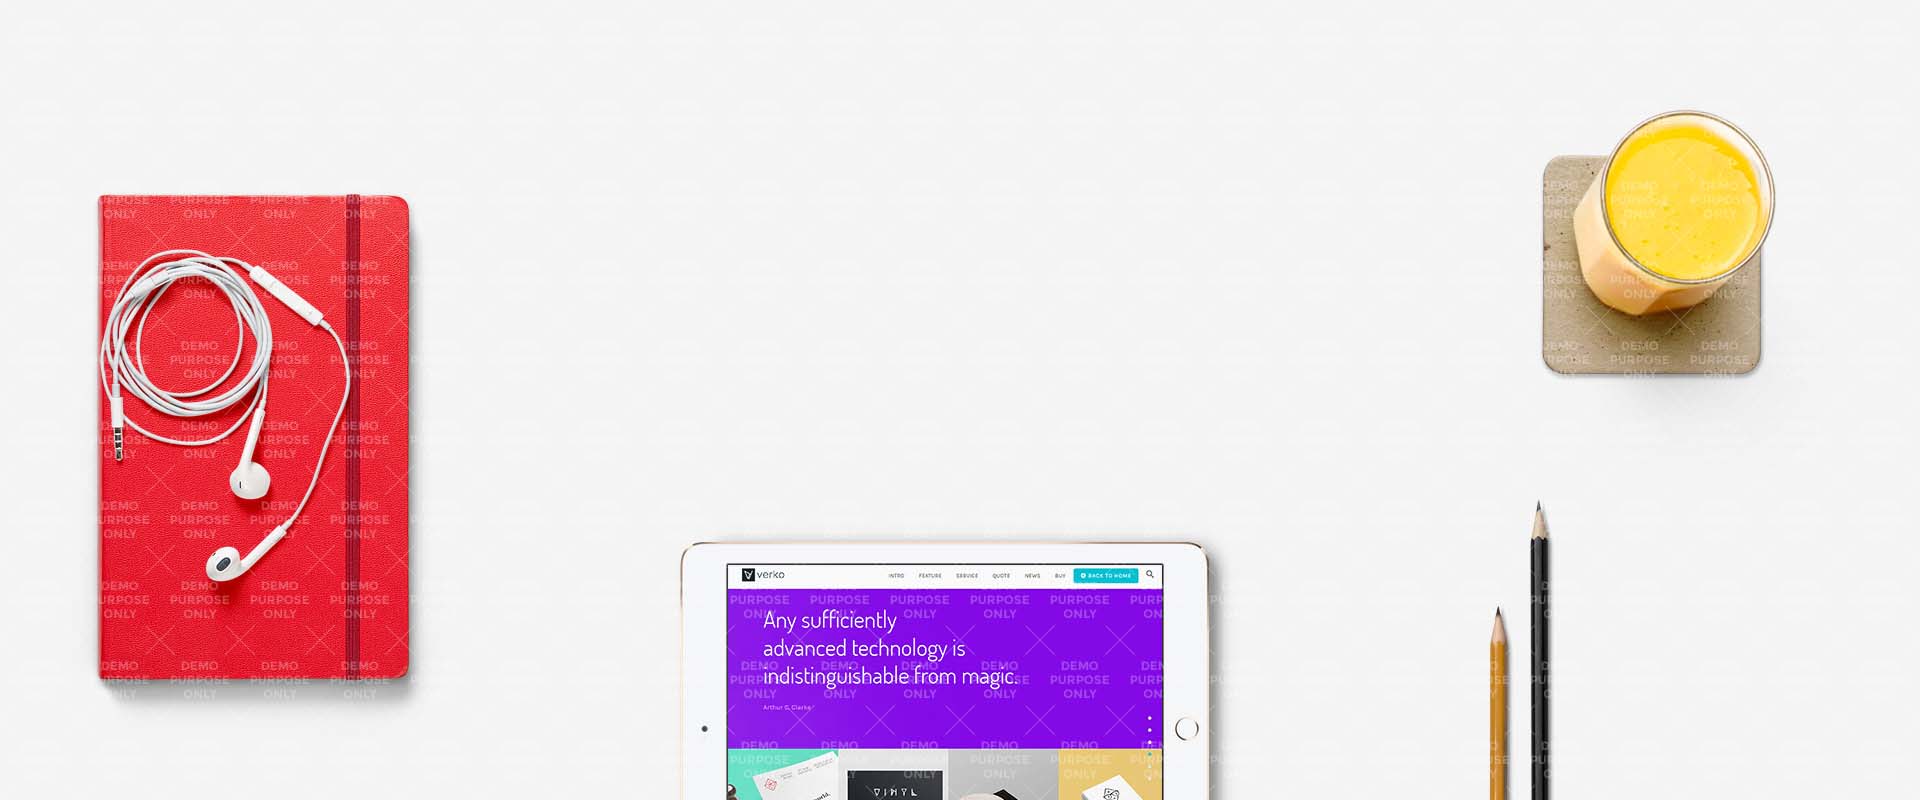 verko
INTRO FEATURE SERVICE QUOTE NEWS BUY BACK TO HOME
Any sufficiently
advanced technology is
indistinguishable from magic.
Arthur C. Clarke
VINYL
DEMO
PURPOSE
ONLY